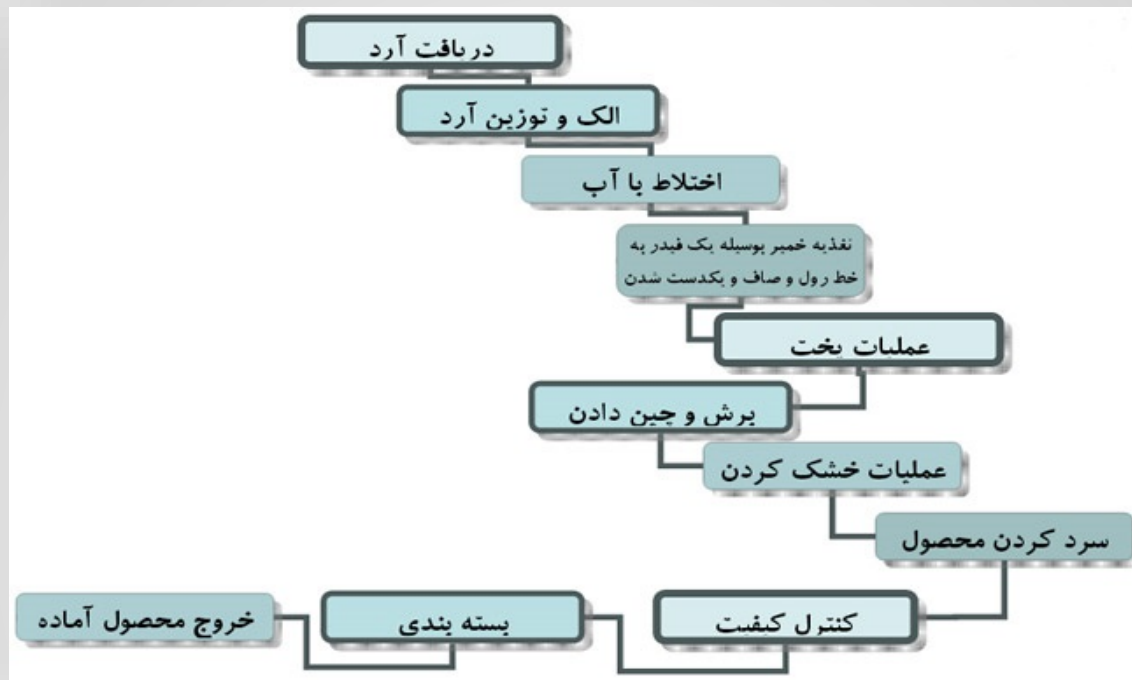 دریافت آرد
الک و توزین آرد
اختلاط با آب
تغذیه خمیر بوسیله یک فیدر به
خط رول و صاف و یکدست شدن
عملیات پخت
برش و چین دادن
عملیات خشک کردن
سرد کردن محصول
کنترل کیفیت
بسته بندی
خروج محصول آماده